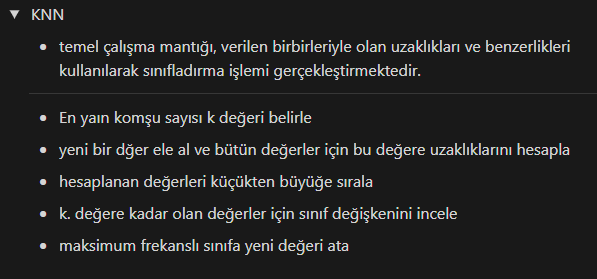 KNN
temel çalışma mantığı, verilen birbirleriyle olan uzaklıkları ve benzerlikleri
kullanılarak sınıfladırma işlemi gerçekleştirmektedir.
En yaın komşu sayısı k değeri belirle
yeni bir dğer ele al ve bütün değerler için bu değere uzaklıklarını hesapla
hesaplanan değerleri küçükten büyüğe sırala
k. değere kadar olan değerler için sınıf değişkenini incele
maksimum frekanslı sınıfa yeni değeri ata